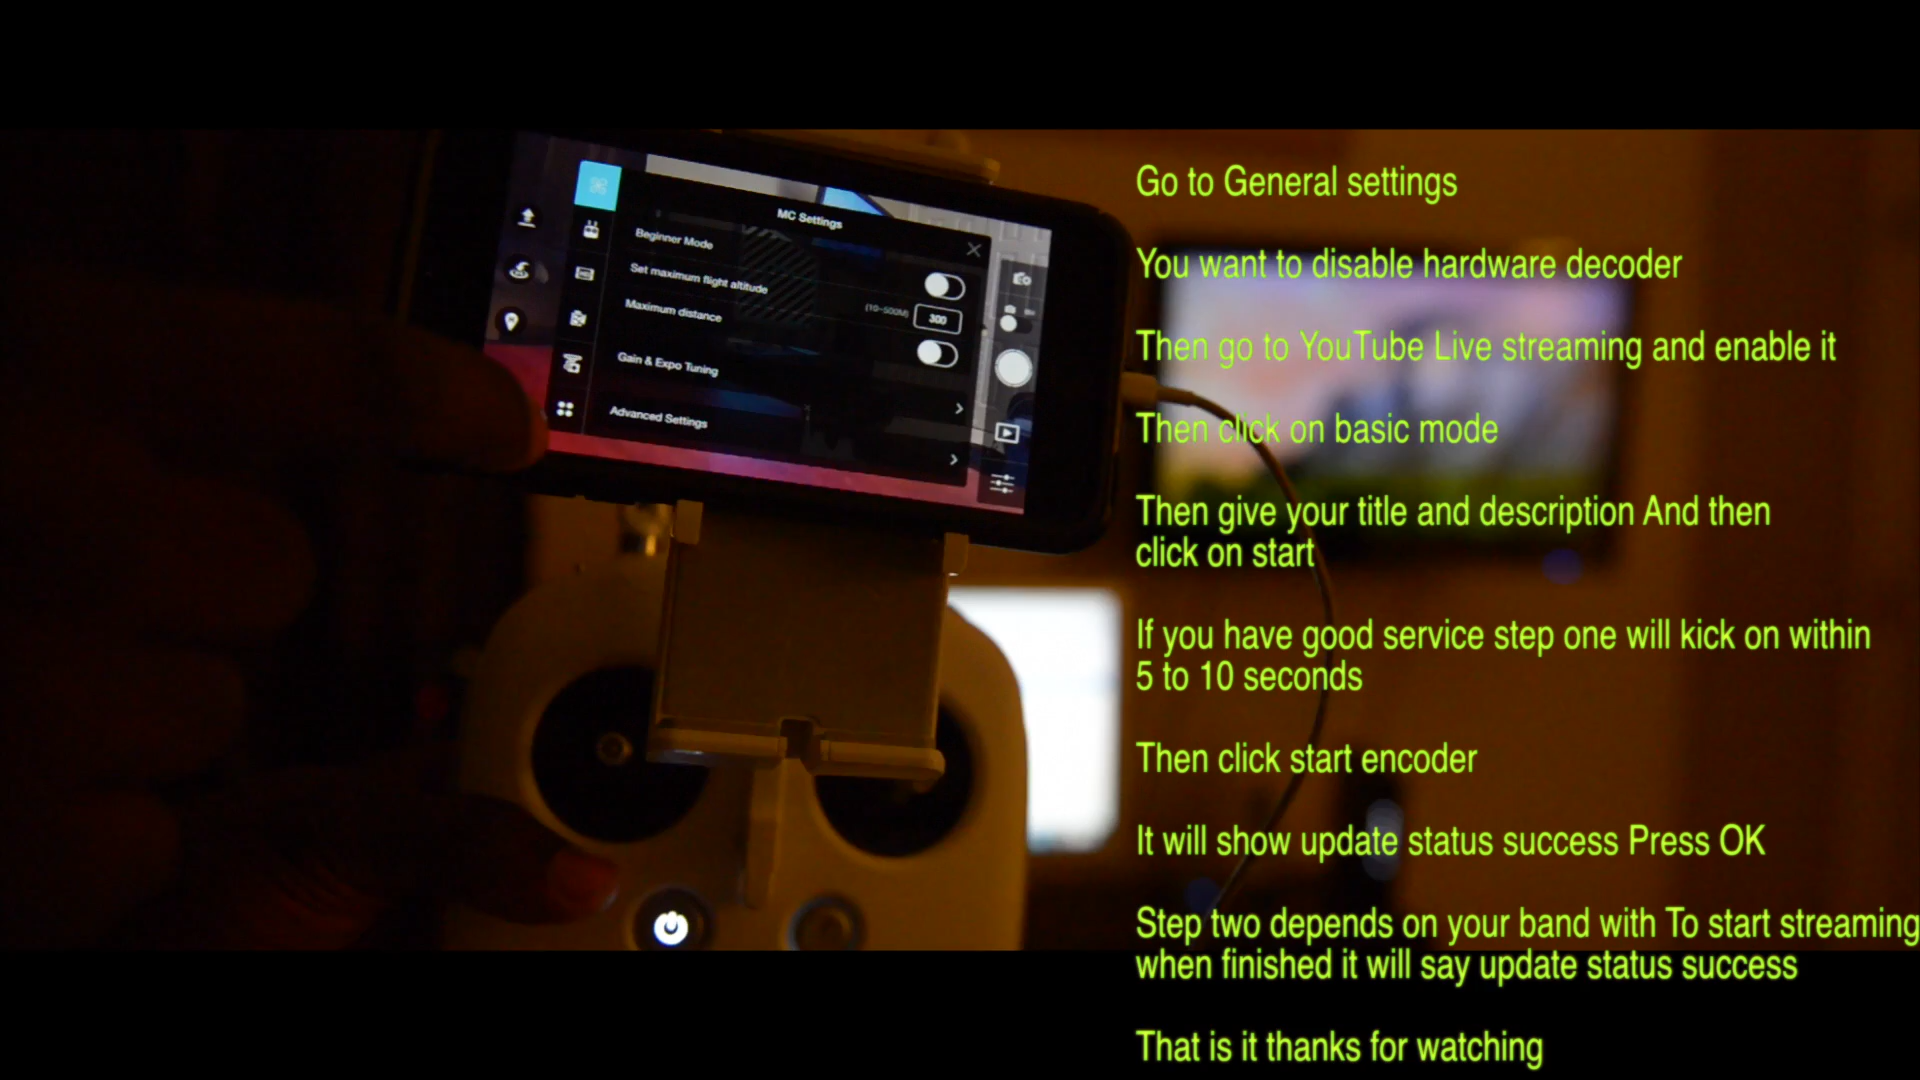 MC Settings
Beginner Mode
Set maximum flight altitude
(10~500M) 300
Maximum distance
Gain & Expo Tuning
Advanced Settings
Go to General settings
You want to disable hardware decoder
Then go to YouTube Live streaming and enable it
Then click on basic mode
Then give your title and description And then
click on start
If you have good service step one will kick on within
5 to 10 seconds
Then click start encoder
It will show update status success Press OK
Step two depends on your band with To start streaming
when finished it will say update status success
That is it thanks for watching